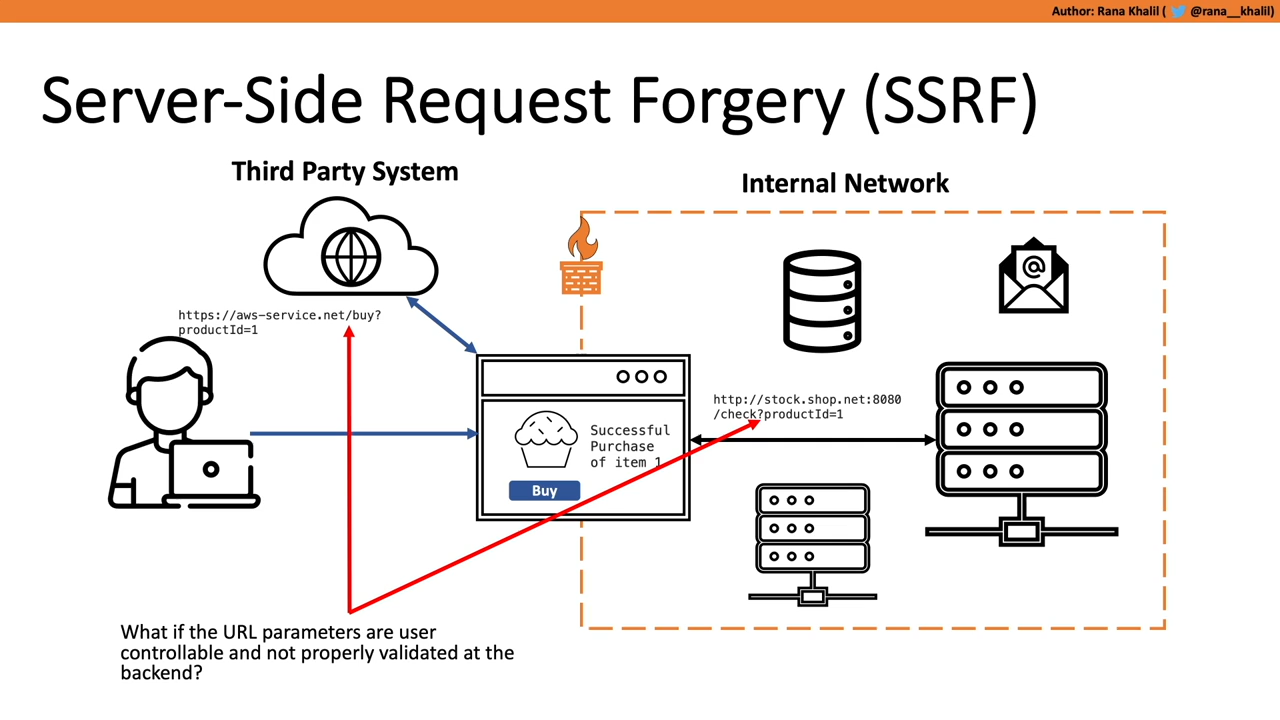 Author: Rana Khalil ( @rana__khalil)
Server-Side Request Forgery (SSRF)
Third Party System
Internal Network
https://aws-service.net/buy?
productId=1
http://stock.shop.net:8080
/check?productId=1
Successful
Purchase
of item 1
Buy
What if the URL parameters are user
controllable and not properly validated at the
backend?